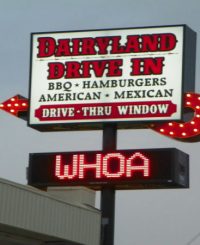 DAIRYLAND
DRIVE IN
BBQ • HAMBURGERS
AMERICAN • MEXICAN
DRIVE-THRU WINDOW
WHOA